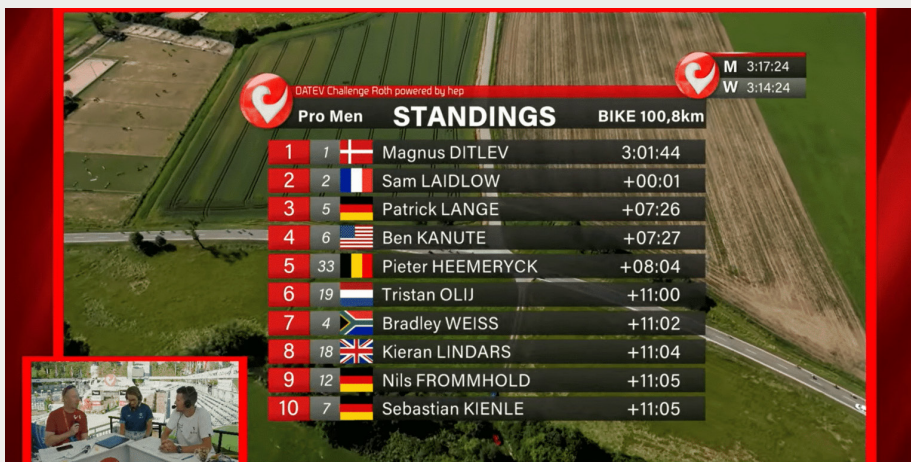 M 3:17:24
W 3:14:24
DATEV Challenge Roth powered by hep
Pro Men STANDINGS BIKE 100,8km
1 1 Magnus DITLEV 3:01:44
2 2 Sam LAIDLOW +00:01
3 5 Patrick LANGE +07:26
4 6 Ben KANUTE +07:27
5 33 Pieter HEEMERYCK +08:04
6 19 Tristan OLIJ +11:00
7 4 Bradley WEISS +11:02
8 18 Kieran LINDARS +11:04
9 12 Nils FROMMHOLD +11:05
10 7 Sebastian KIENLE +11:05